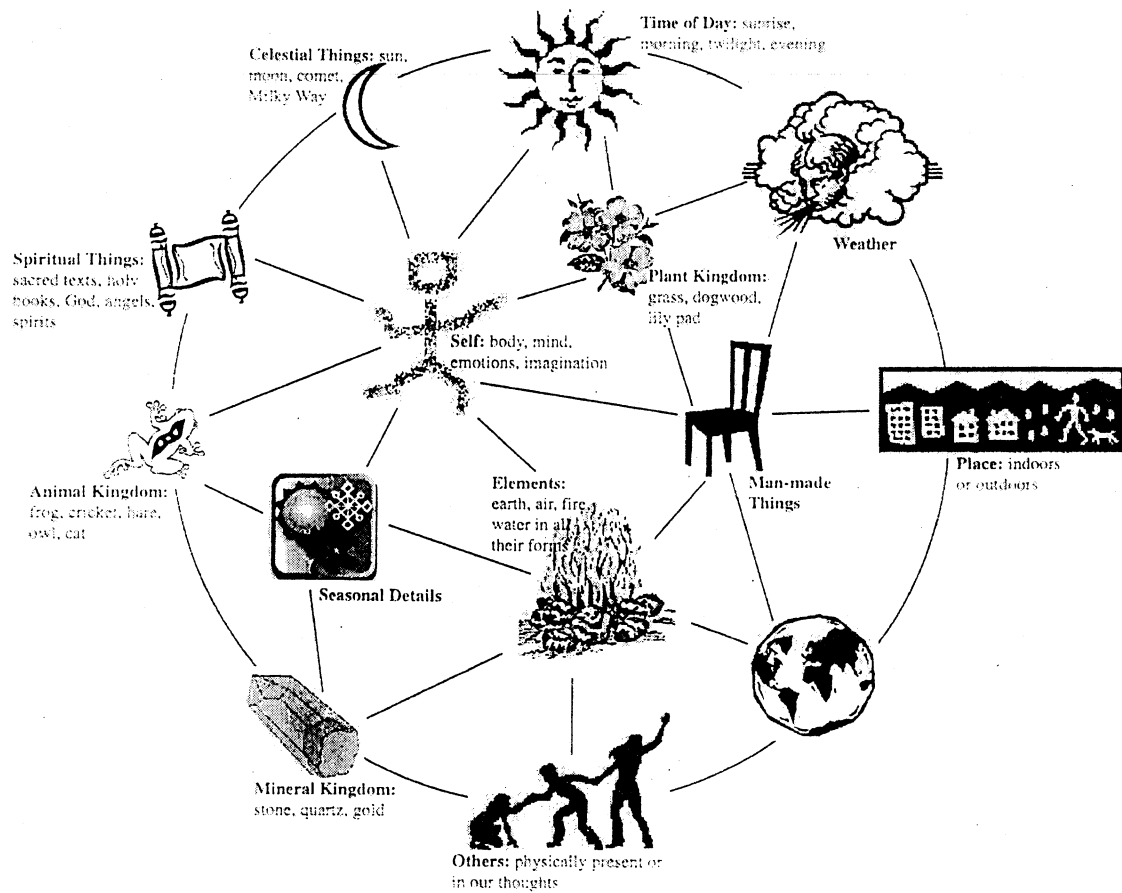 Time of Day: sunrise,
morning, twilight, evening
Celestial Things: sun,
moon, comet,
Milky Way
Weather
Spiritual Things:
sacred texts, holy
books, God, angels,
spirits
Plant Kingdom:
grass, dogwood,
lily pad
Self: body, mind,
emotions, imagination
Place: indoors
or outdoors
Man-made
Things
Elements:
earth, air, fire,
water in all
their forms
Animal Kingdom:
frog, cricket, hare,
owl, cat
Seasonal Details
Mineral Kingdom:
stone, quartz, gold
Others: physically present or
in our thoughts